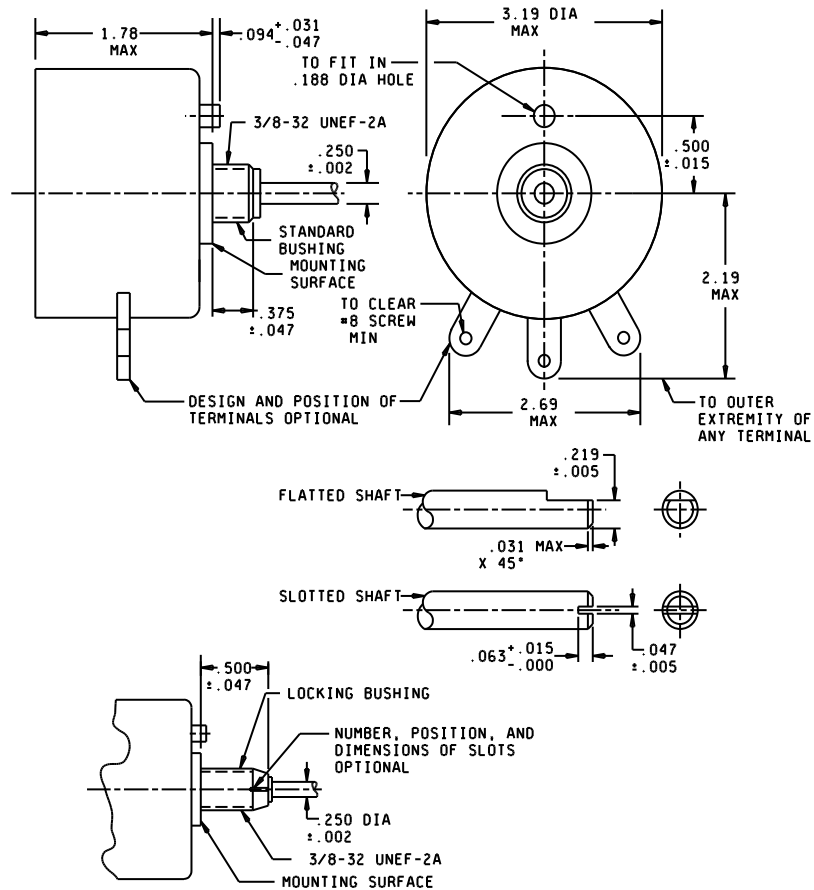 1.78
MAX
.094+.031
-.047
3.19 DIA
MAX
TO FIT IN
.188 DIA HOLE
3/8-32 UNEF-2A
.250
±.002
.500
±.015
STANDARD
BUSHING
MOUNTING
SURFACE
2.19
MAX
.375
±.047
TO CLEAR
#8 SCREW
MIN
DESIGN AND POSITION OF
TERMINALS OPTIONAL
2.69
MAX
TO OUTER
EXTREMITY OF
ANY TERMINAL
.219
±.005
FLATTED SHAFT
.031 MAX
X 45°
SLOTTED SHAFT
.063+.015
-.000
.047
±.005
.500
±.047
LOCKING BUSHING
NUMBER, POSITION, AND
DIMENSIONS OF SLOTS
OPTIONAL
.250 DIA
±.002
3/8-32 UNEF-2A
MOUNTING SURFACE